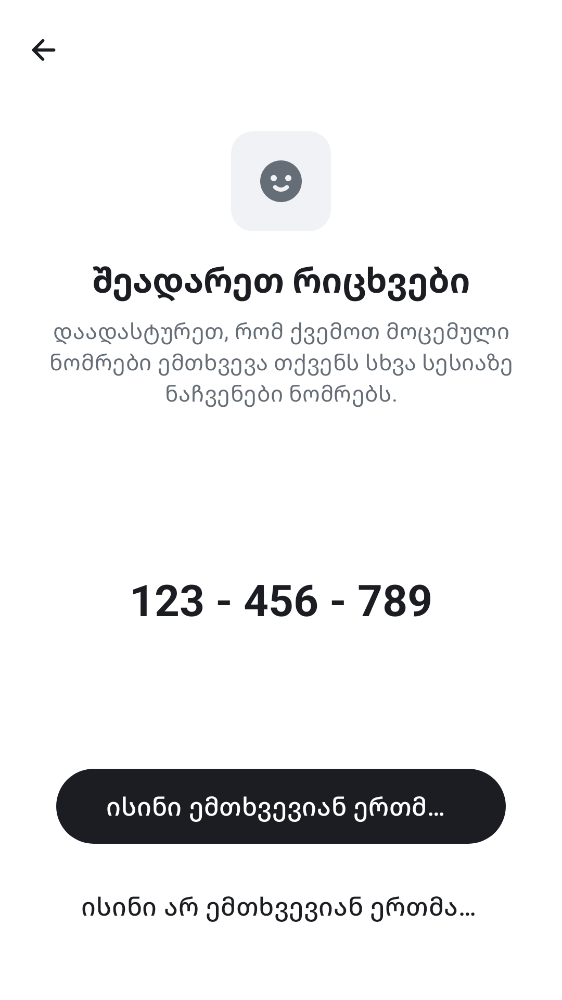 შეადარეთ რიცხვები
დაადასტურეთ, რომ ქვემოთ მოცემული
ნომრები ემთხვევა თქვენს სხვა სესიაზე
ნაჩვენები ნომრებს.
123 - 456 - 789
ისინი ემთხვევიან ერთმ...
ისინი არ ემთხვევიან ერთმა...